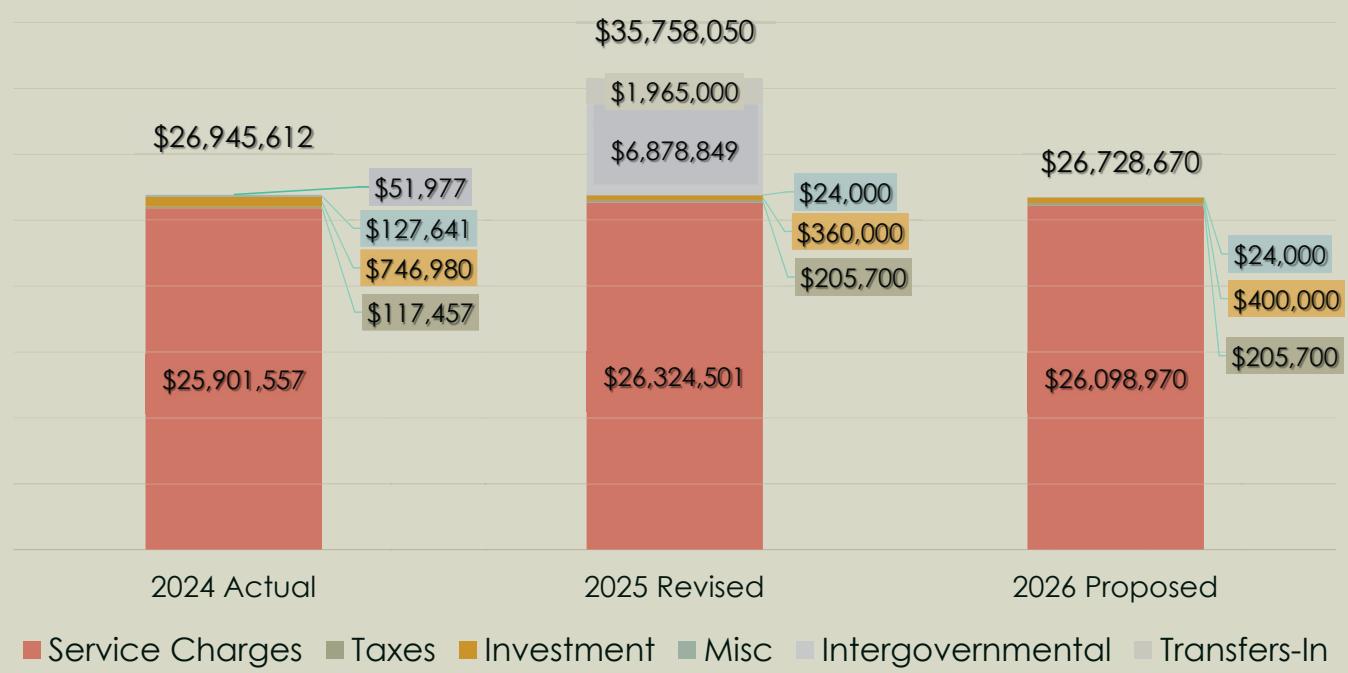 $35,758,050
$1,965,000
$26,945,612
$6,878,849
$26,728,670
$51,977
$24,000
$127,641
$360,000
$24,000
$746,980
$205,700
$400,000
$117,457
$205,700
$25,901,557
$26,324,501
$26,098,970
2024 Actual
2025 Revised
2026 Proposed
Service Charges
Taxes
Investment
Misc
Intergovernmental
Transfers-In